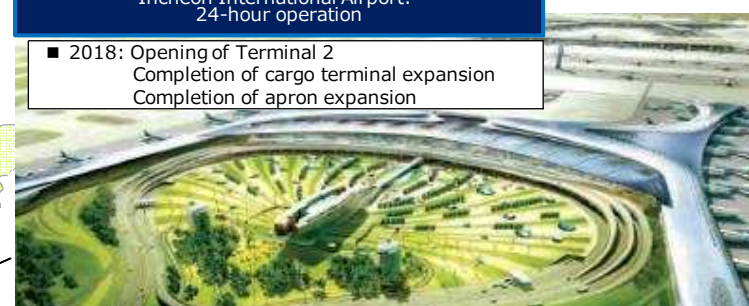 Incheon International Airport:
24-hour operation
■ 2018: Opening of Terminal 2
Completion of cargo terminal expansion
Completion of apron expansion